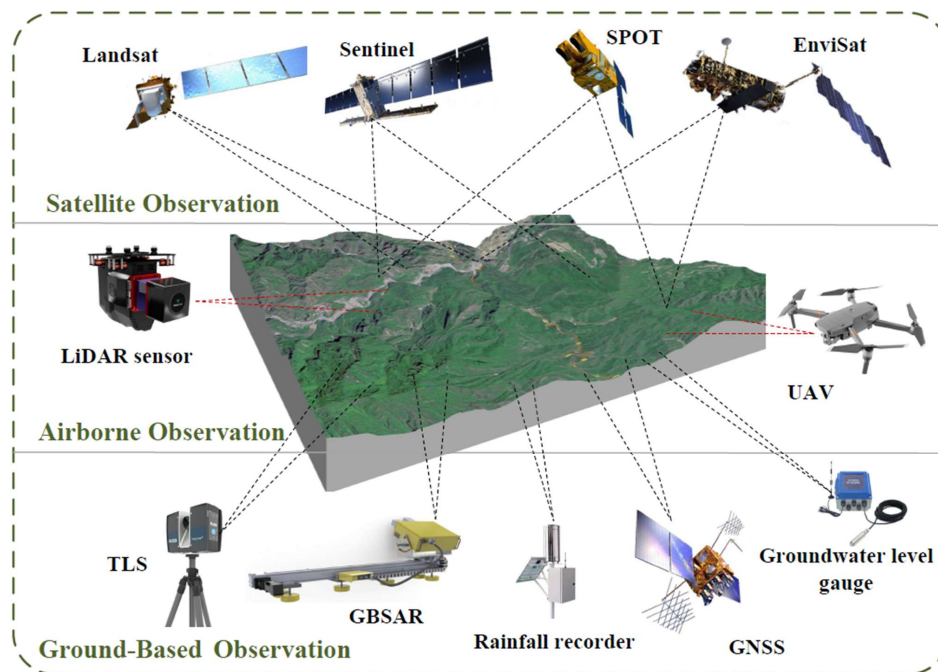 Landsat
Sentinel
SPOT
EnviSat
Satellite Observation
LiDAR sensor
UAV
Airborne Observation
TLS
GBSAR
Rainfall recorder
GNSS
Groundwater level
gauge
Ground-Based Observation